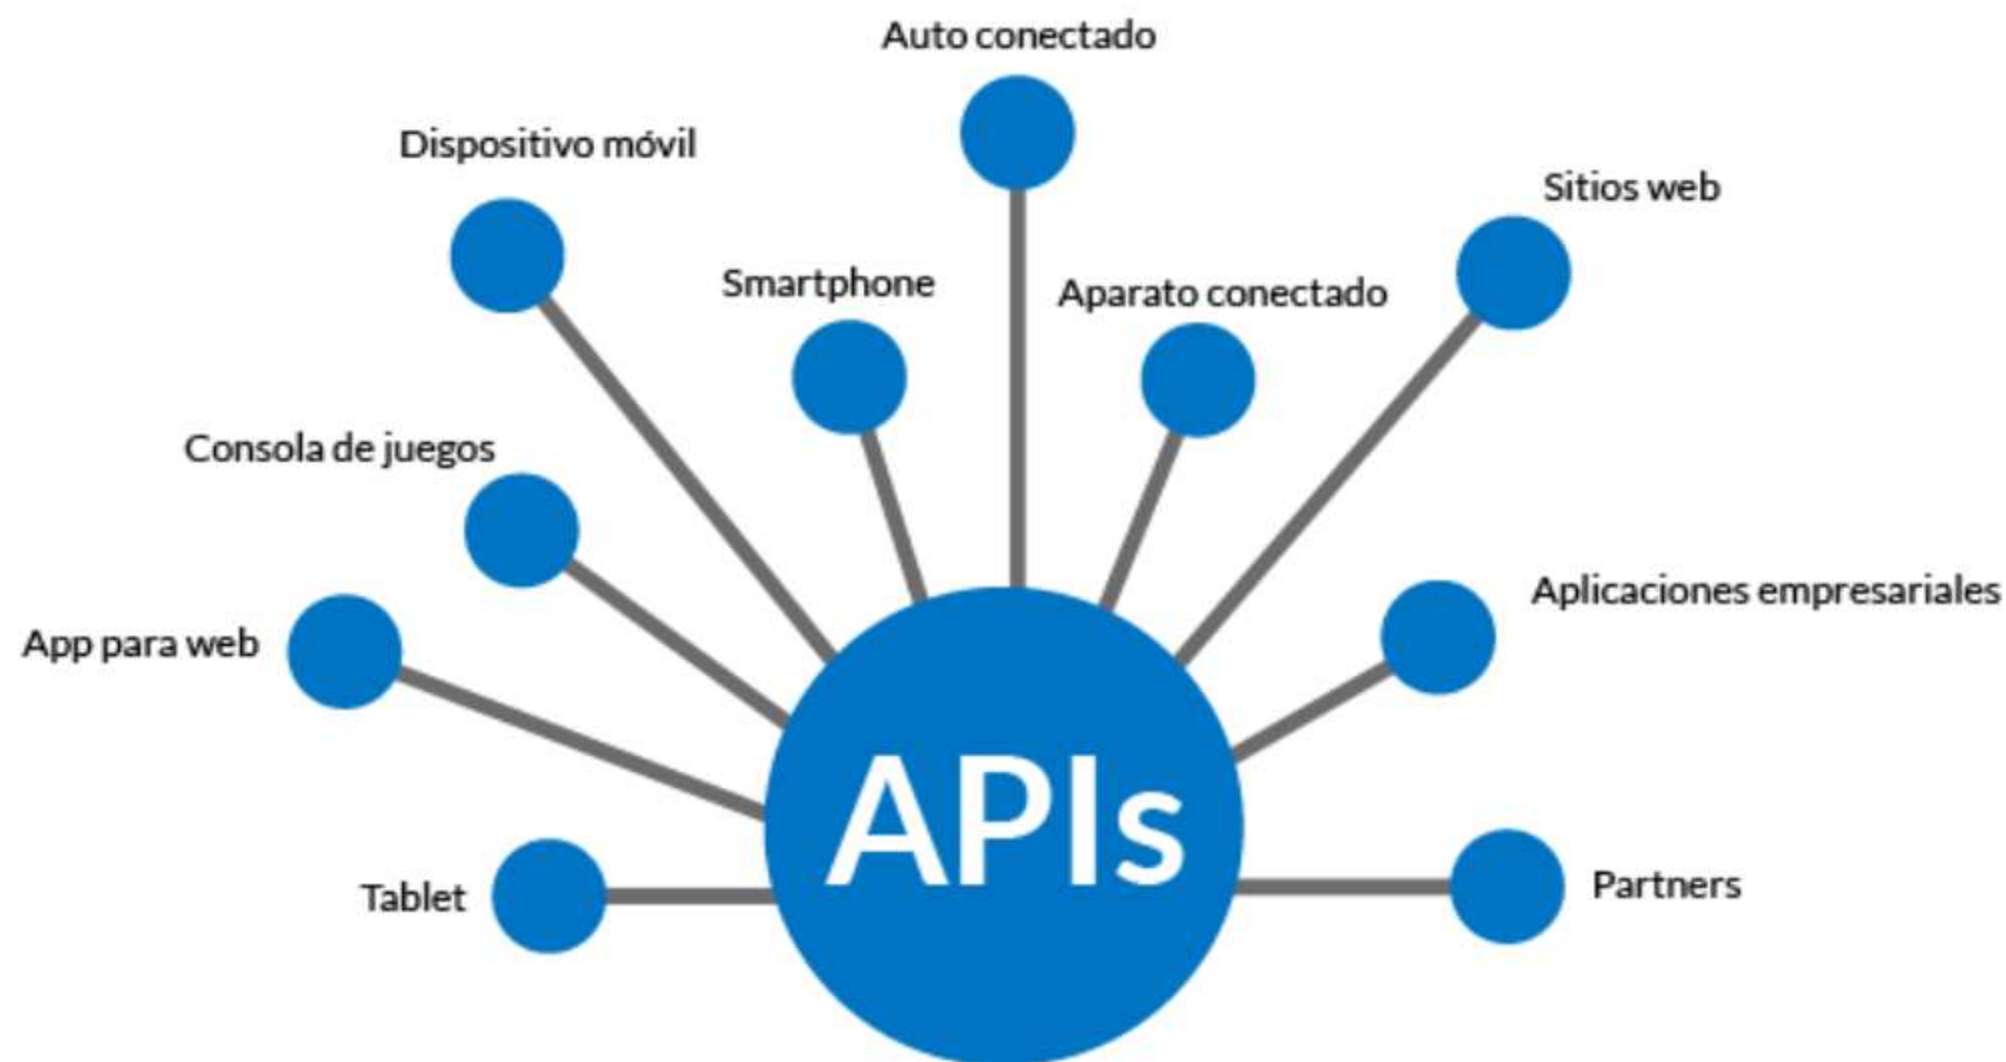 Auto conectado
Dispositivo móvil
Sitios web
Smartphone
Aparato conectado
Consola de juegos
Aplicaciones empresariales
App para web
APIs
Tablet
Partners